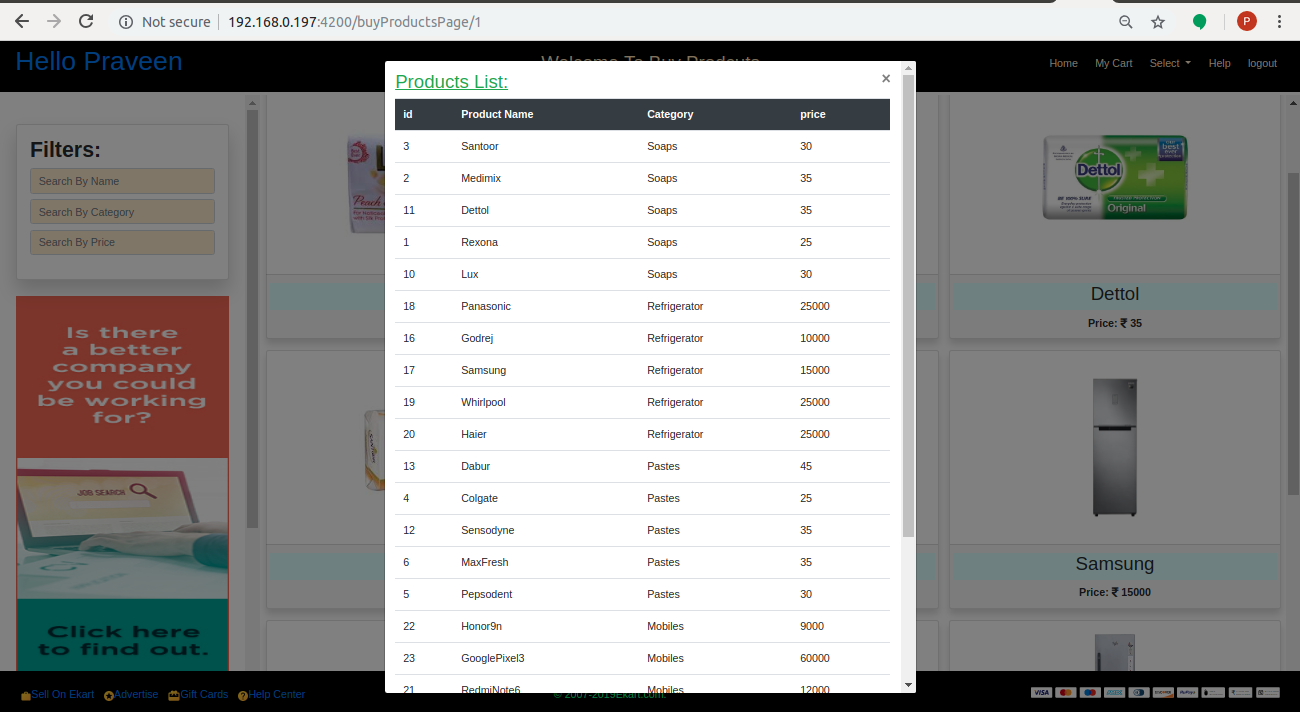 Not secure | 192.168.0.197:4200/buyProductsPage/1
P
Hello Praveen
Welcome To Buy Prodcuts
Home My Cart Select Help logout
Products List:
×
id Product Name Category price
3 Santoor Soaps 30
2 Medimix Soaps 35
11 Dettol Soaps 35
1 Rexona Soaps 25
10 Lux Soaps 30
18 Panasonic Refrigerator 25000
16 Godrej Refrigerator 10000
17 Samsung Refrigerator 15000
19 Whirlpool Refrigerator 25000
20 Haier Refrigerator 25000
13 Dabur Pastes 45
4 Colgate Pastes 25
12 Sensodyne Pastes 35
6 MaxFresh Pastes 35
5 Pepsodent Pastes 30
22 Honor9n Mobiles 9000
23 GooglePixel3 Mobiles 60000
21 RedmiNote6 Mobiles 12000
Filters:
Search By Name
Search By Category
Search By Price
Is there
a better
company
you could
be working
for?
JOB SEARCH
Click here
to find out.
Peach
Dettol
Original
Dettol
Price: ₹ 35
Samsung
Price: ₹ 15000
Sell On Ekart Advertise Gift Cards Help Center
© 2007-2019Ekart.com.
VISA